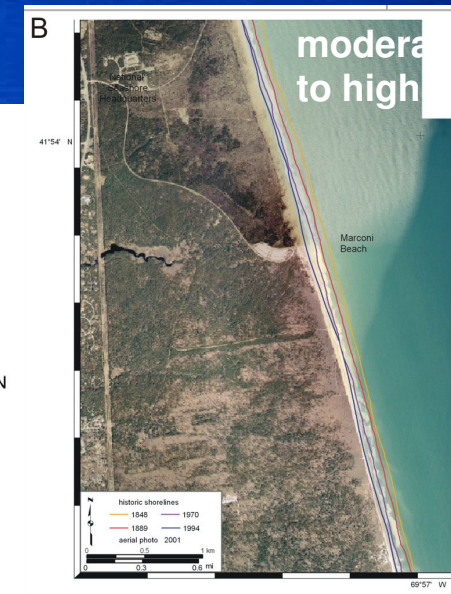 B
modera
to high
National
Seashore
Headquarters
41°54' N
Marconi
Beach
N
N
historic shorelines
1848 1970
1889 1994
aerial photo 2001
0 0.5 1 km
0 0.3 0.6 mi
69°57' W